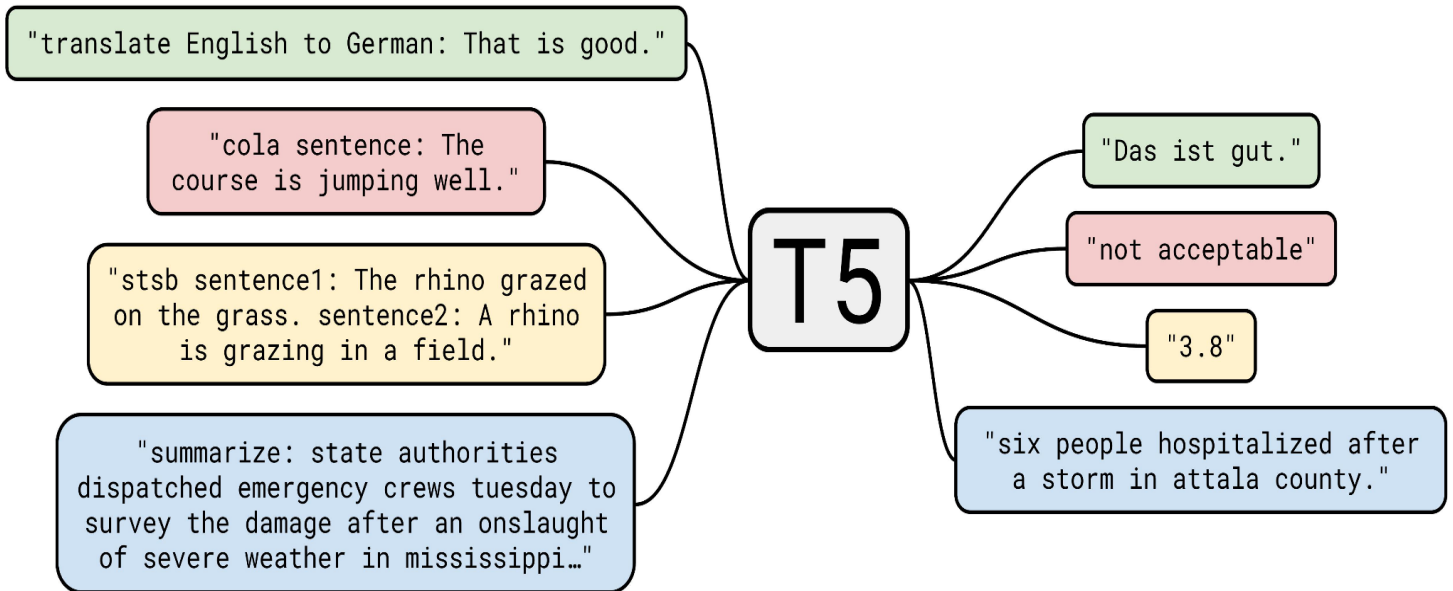 "translate English to German: That is good."
"cola sentence: The
course is jumping well."
"stsb sentence1: The rhino grazed
on the grass. sentence2: A rhino
is grazing in a field."
"summarize: state authorities
dispatched emergency crews tuesday to
survey the damage after an onslaught
of severe weather in mississippi…"
T5
"Das ist gut."
"not acceptable"
"3.8"
"six people hospitalized after
a storm in attala county."